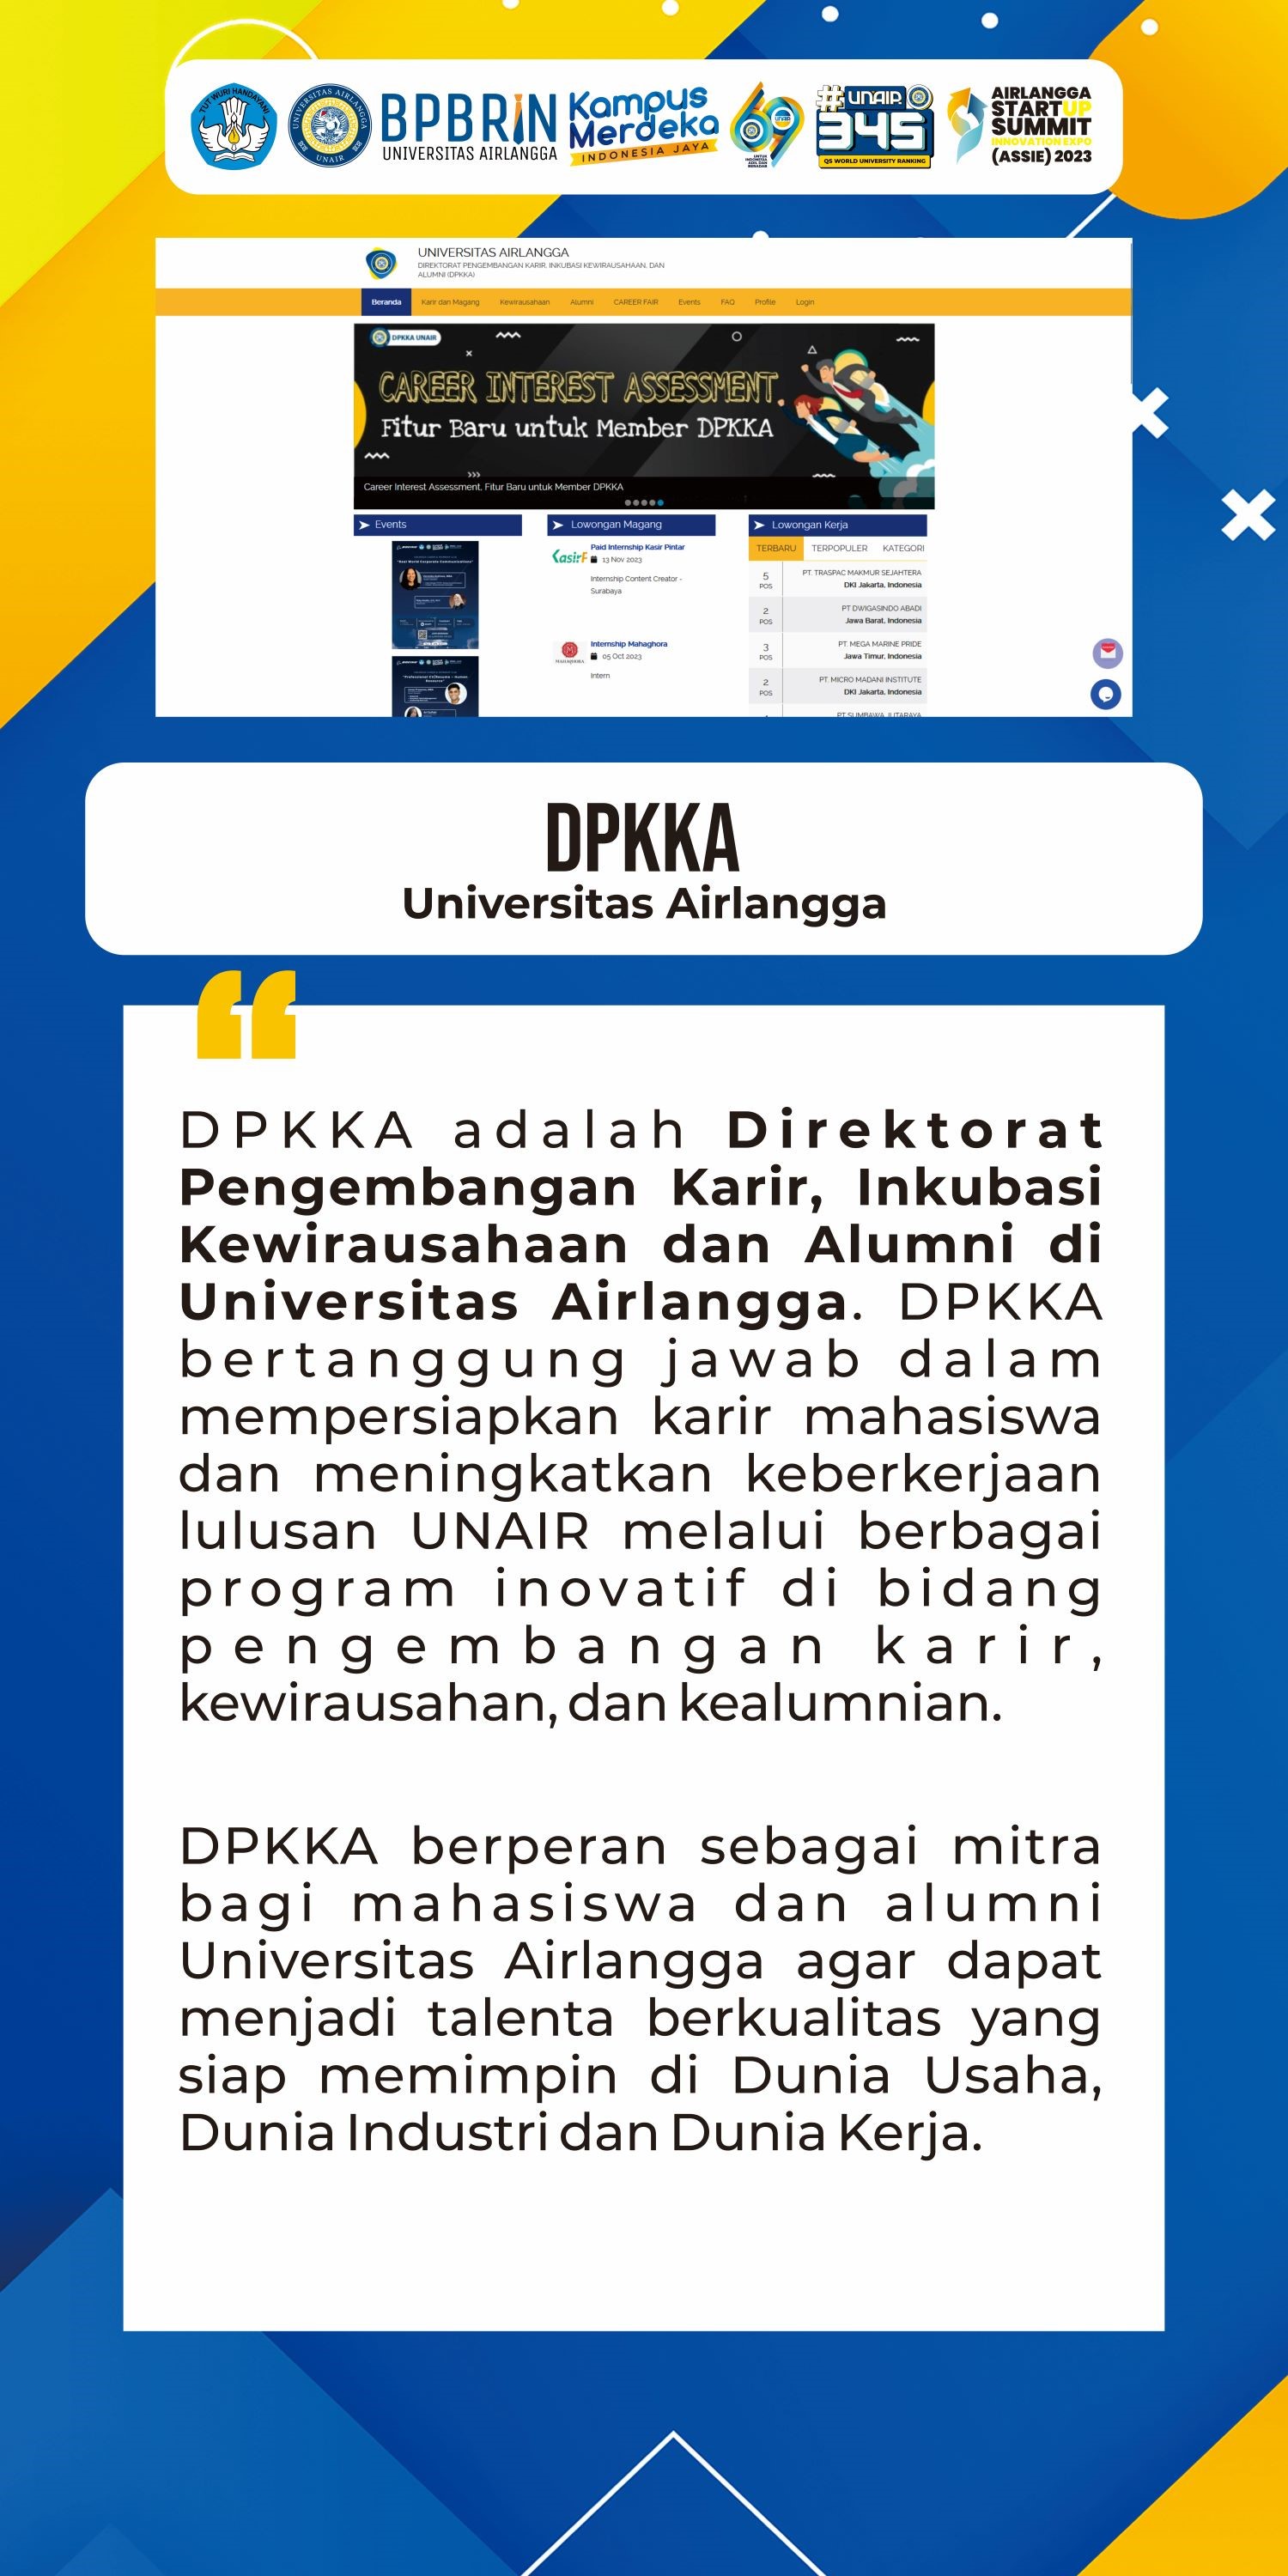 TUT WURI HANDAYANI
UNIVERSITAS AIRLANGGA
UNAIR
BPBRIN
UNIVERSITAS AIRLANGGA
Kampus
Merdeka
INDONESIA JAYA
69
#UNAIR
345
QS WORLD UNIVERSITY RANKING
AIRLANGGA
STARTUP
SUMMIT
INNOVATION EXPO
(ASSIE) 2023
UNIVERSITAS AIRLANGGA
DIREKTORAT PENGEMBANGAN KARIR, INKUBASI KEWIRAUSAHAAN, DAN
ALUMNI (DPKKA)
Beranda Karir dan Magang Kewirausahaan Alumni CAREER FAIR Events FAQ Profile Login
DPKKA UNAIR
CAREER INTEREST ASSESSMENT
Fitur Baru untuk Member DPKKA
Career Interest Assessment, Fitur Baru untuk Member DPKKA
Events
Lowongan Magang
Paid Internship Kasir Pintar
13 Nov 2023
Internship Content Creator -
Surabaya
Internship Mahaghora
05 Oct 2023
Intern
Lowongan Kerja
TERBARU TERPOPULER KATEGORI
5 POS PT. TRASPAC MAKMUR SEJAHTERA
DKI Jakarta, Indonesia
2 POS PT DWIGASINDO ABADI
Jawa Barat, Indonesia
3 POS PT. MEGA MARINE PRIDE
Jawa Timur, Indonesia
2 POS PT. MICRO MADANI INSTITUTE
DKI Jakarta, Indonesia
DPKKA
Universitas Airlangga
“
DPKKA adalah Direktorat
Pengembangan Karir, Inkubasi
Kewirausahaan dan Alumni di
Universitas Airlangga. DPKKA
bertanggung jawab dalam
mempersiapkan karir mahasiswa
dan meningkatkan keberkerjaan
lulusan UNAIR melalui berbagai
program inovatif di bidang
pengembangan karir,
kewirausahan, dan kealumnian.
DPKKA berperan sebagai mitra
bagi mahasiswa dan alumni
Universitas Airlangga agar dapat
menjadi talenta berkualitas yang
siap memimpin di Dunia Usaha,
Dunia Industri dan Dunia Kerja.